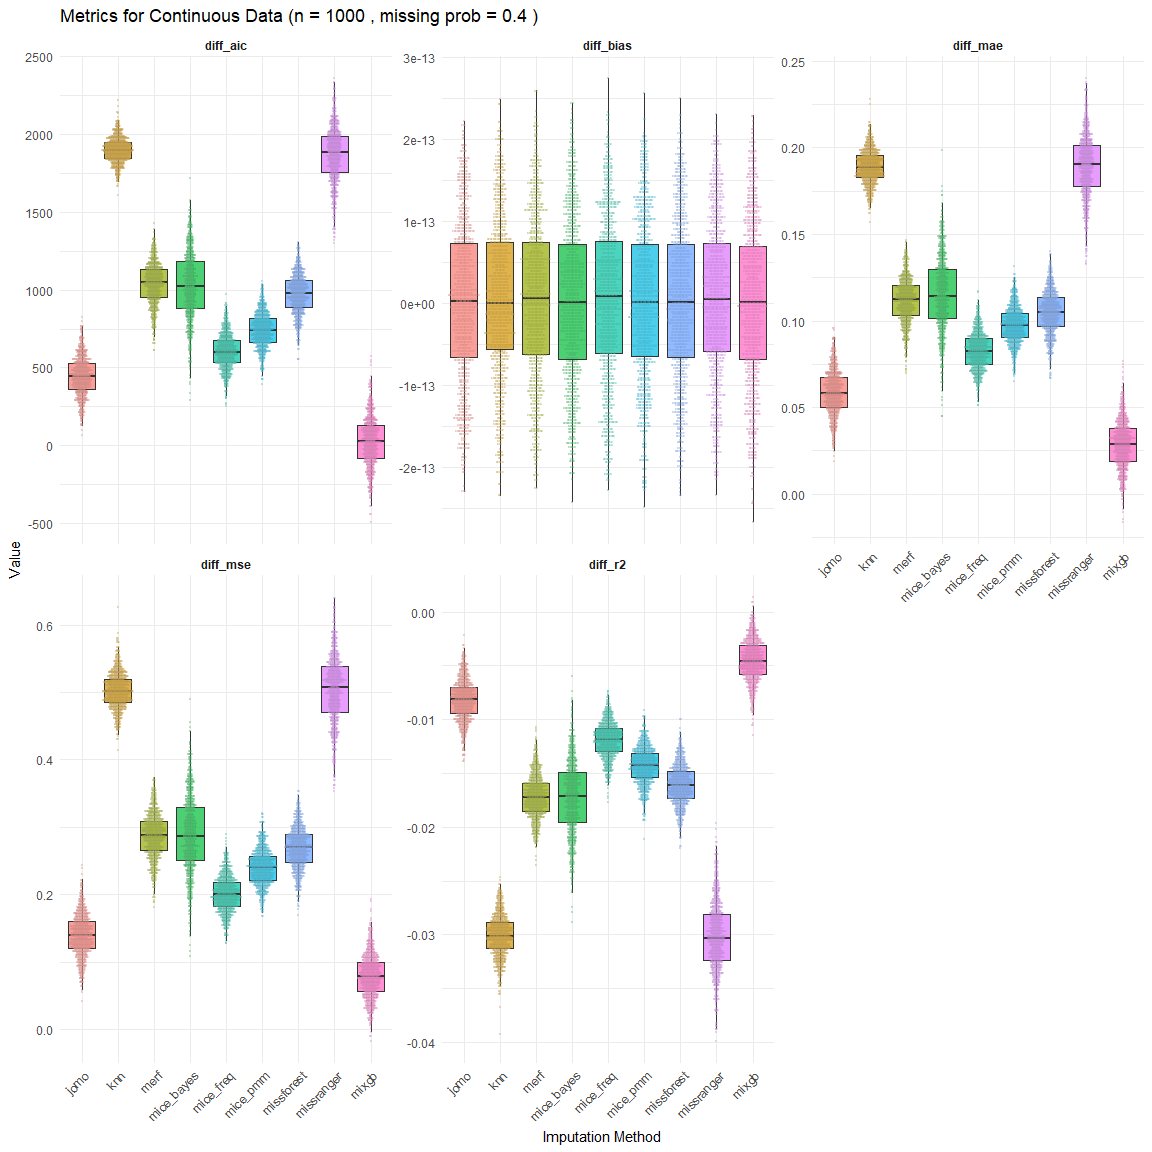 Metrics for Continuous Data (n = 1000 , missing prob = 0.4 )
diff_aic
diff_bias
diff_mae
2500
2000
1500
1000
500
0
-500
3e-13
2e-13
1e-13
0e+00
-1e-13
-2e-13
0.25
0.20
0.15
0.10
0.05
0.00
jomo
knn
merf
mice_bayes
mice_freq
mice_pmm
missforest
missranger
mixgb
Value
diff_mse
diff_r2
0.6
0.4
0.2
0.0
0.00
-0.01
-0.02
-0.03
-0.04
jomo
knn
merf
mice_bayes
mice_freq
mice_pmm
missforest
missranger
mixgb
jomo
knn
merf
mice_bayes
mice_freq
mice_pmm
missforest
missranger
mixgb
Imputation Method